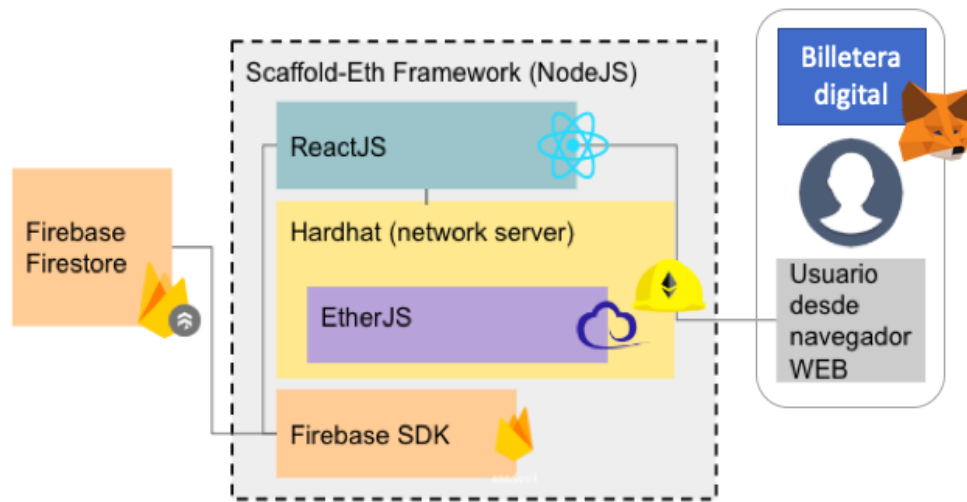 Scaffold-Eth Framework (NodeJS)
ReactJS
Hardhat (network server)
EtherJS
Firebase SDK
Firebase
Firestore
Billetera
digital
Usuario
desde
navegador
WEB